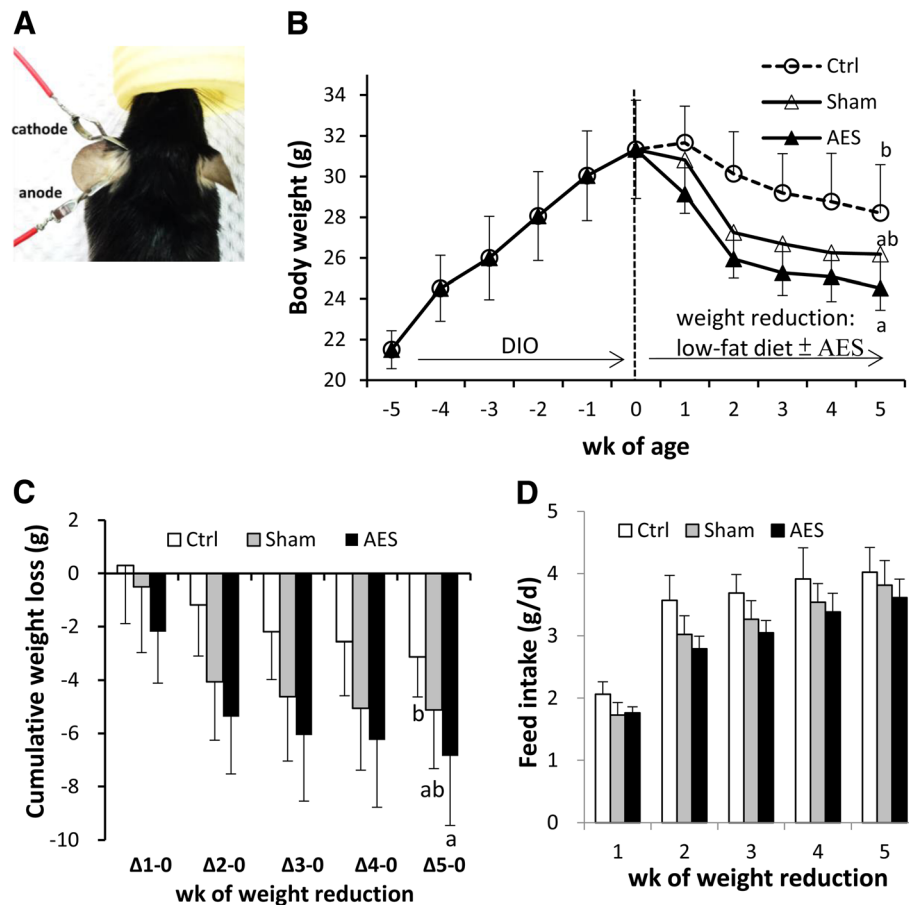 A
cathode
anode
B
Ctrl
Sham
AES
Body weight (g)
34
32
30
28
26
24
22
20
b
ab
a
DIO
weight reduction:
low-fat diet ± AES
-5 -4 -3 -2 -1 0 1 2 3 4 5
wk of age
C
Cumulative weight loss (g)
2
0
-2
-4
-6
-8
-10
Ctrl Sham AES
b
ab
a
Δ1-0 Δ2-0 Δ3-0 Δ4-0 Δ5-0
wk of weight reduction
D
Feed intake (g/d)
5
4
3
2
1
0
Ctrl Sham AES
1 2 3 4 5
wk of weight reduction